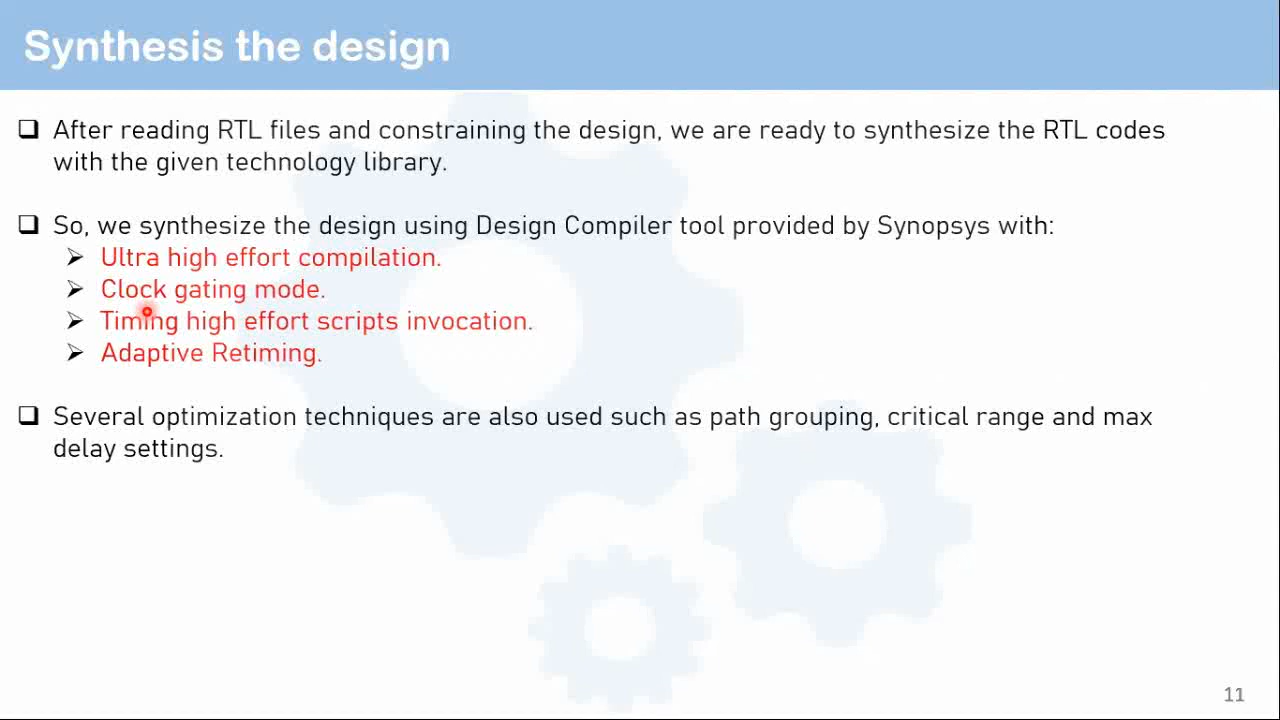 Synthesis the design
❑ After reading RTL files and constraining the design, we are ready to synthesize the RTL codes
with the given technology library.
❑ So, we synthesize the design using Design Compiler tool provided by Synopsys with:
➢ Ultra high effort compilation.
➢ Clock gating mode.
➢ Timing high effort scripts invocation.
➢ Adaptive Retiming.
❑ Several optimization techniques are also used such as path grouping, critical range and max
delay settings.
11